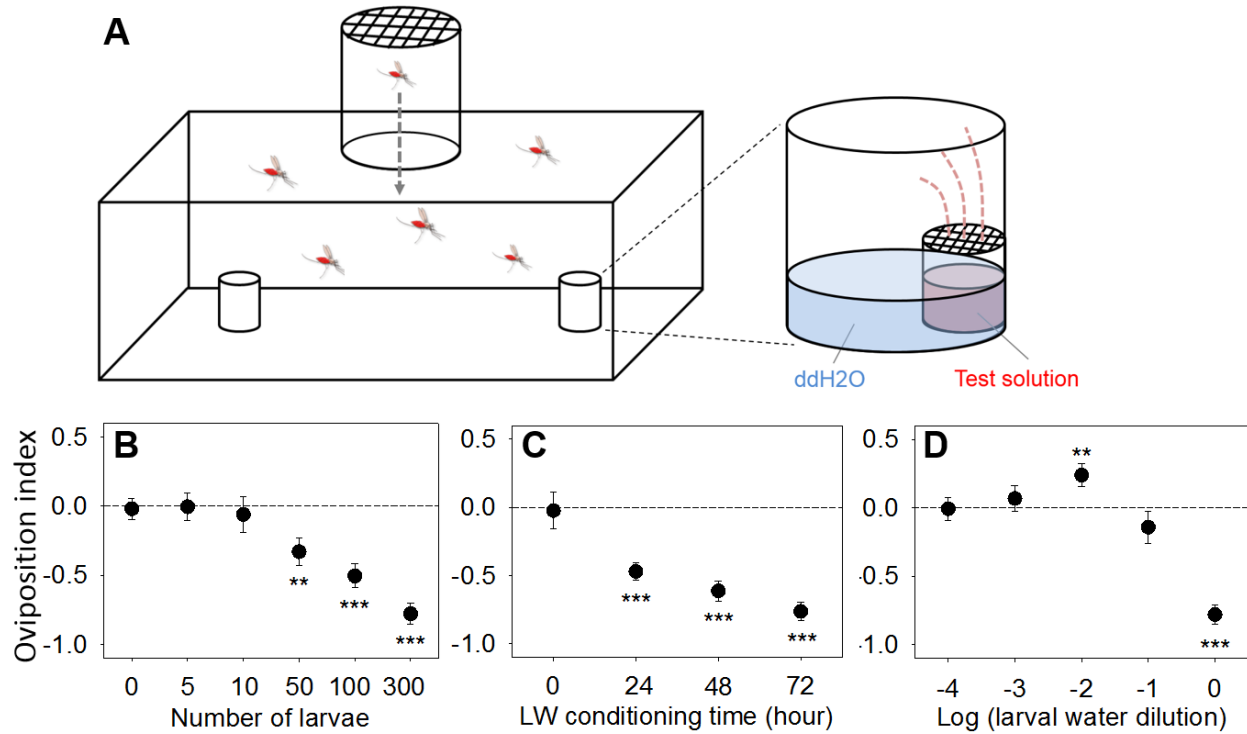 A
ddH2O
Test solution
Oviposition index
B
0.5
0.0
-0.5
-1.0
**
***
***
0 5 10 50 100 300
Number of larvae
C
0.5
0.0
-0.5
-1.0
***
***
***
0 24 48 72
LW conditioning time (hour)
D
0.5
0.0
-0.5
-1.0
**
***
-4 -3 -2 -1 0
Log (larval water dilution)